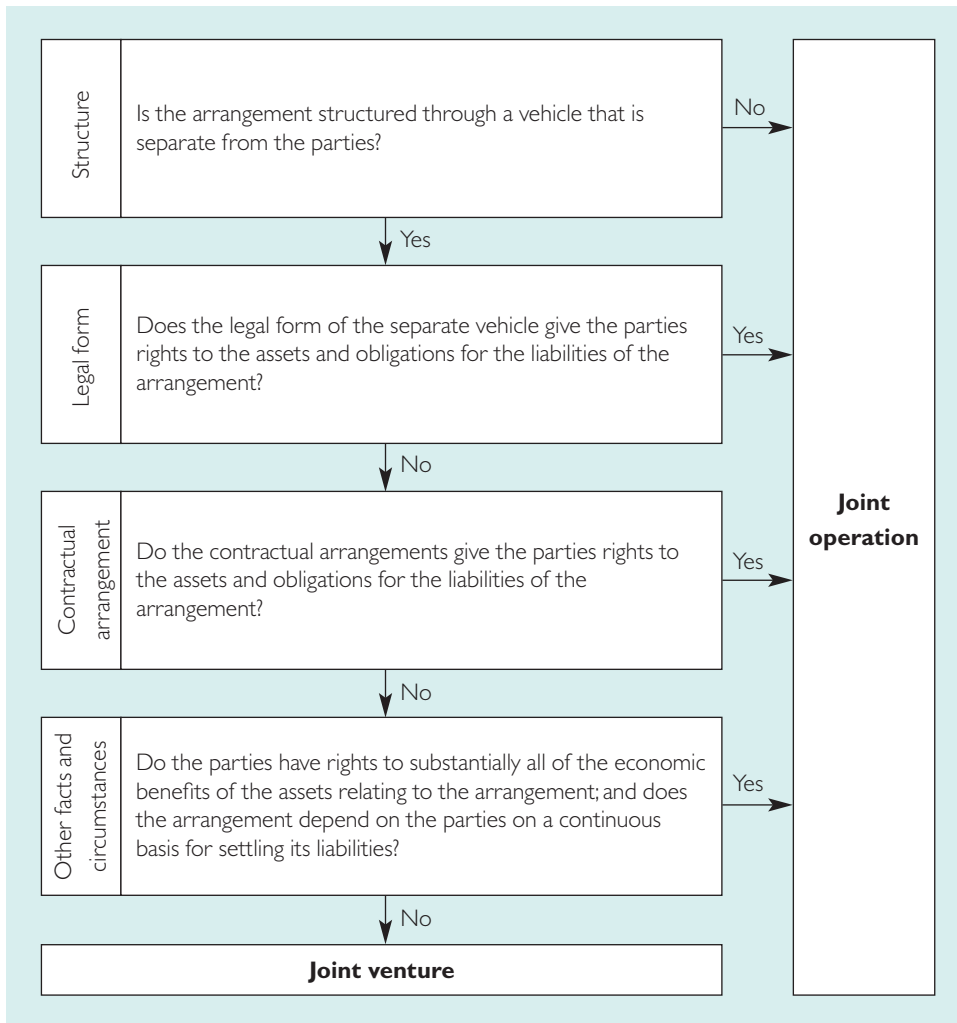 Structure
Is the arrangement structured through a vehicle that is
separate from the parties?
No
Yes
Legal form
Does the legal form of the separate vehicle give the parties
rights to the assets and obligations for the liabilities of the
arrangement?
Yes
No
Contractual
arrangement
Do the contractual arrangements give the parties rights to
the assets and obligations for the liabilities of the
arrangement?
Yes
No
Other facts and
circumstances
Do the parties have rights to substantially all of the economic
benefits of the assets relating to the arrangement; and does
the arrangement depend on the parties on a continuous
basis for settling its liabilities?
Yes
No
Joint venture
Joint
operation